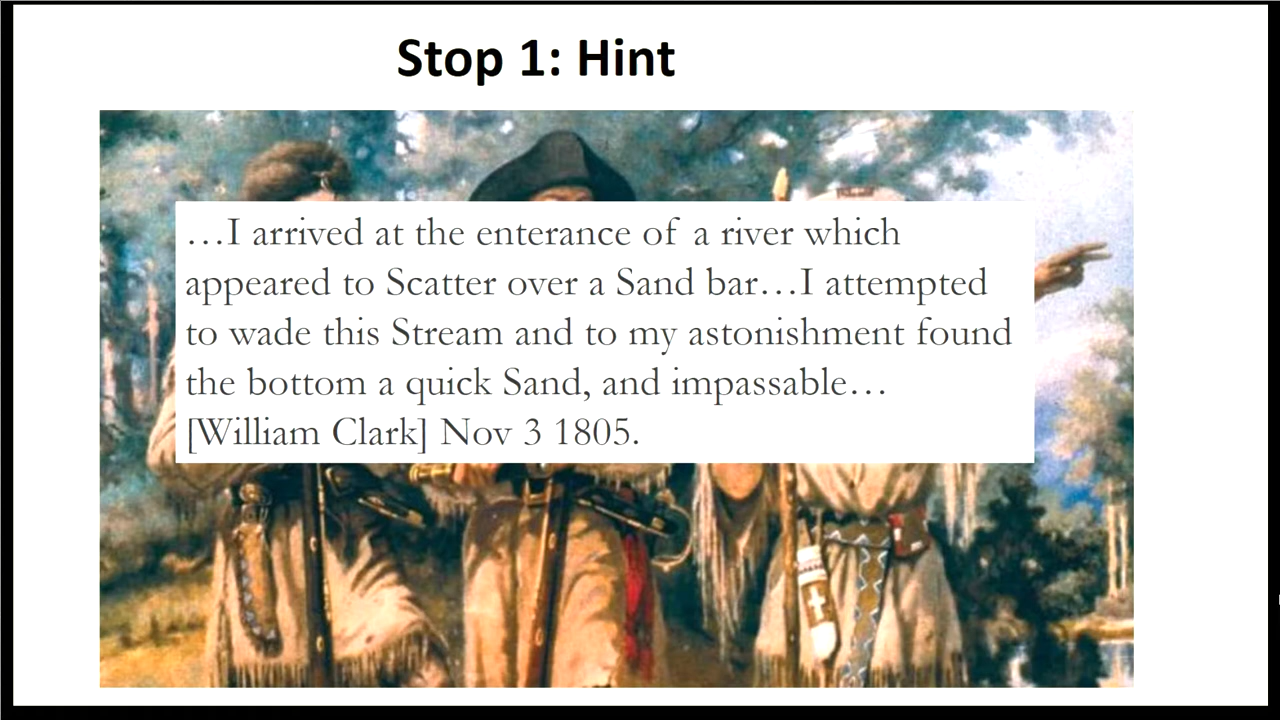 Stop 1: Hint
…I arrived at the enterance of a river which
appeared to Scatter over a Sand bar…I attempted
to wade this Stream and to my astonishment found
the bottom a quick Sand, and impassable…
[William Clark] Nov 3 1805.